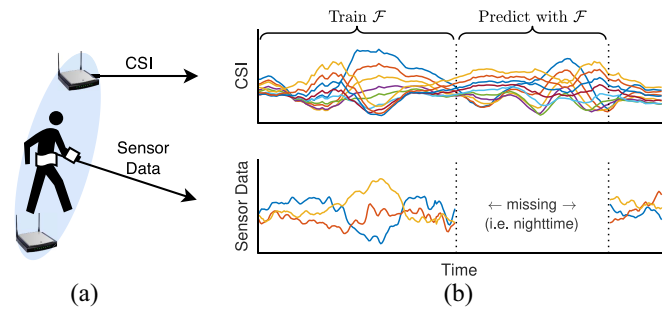 CSI
Sensor
Data
(a)
Train ℱ
Predict with ℱ
CSI
Sensor Data
← missing →
(i.e. nighttime)
Time
(b)